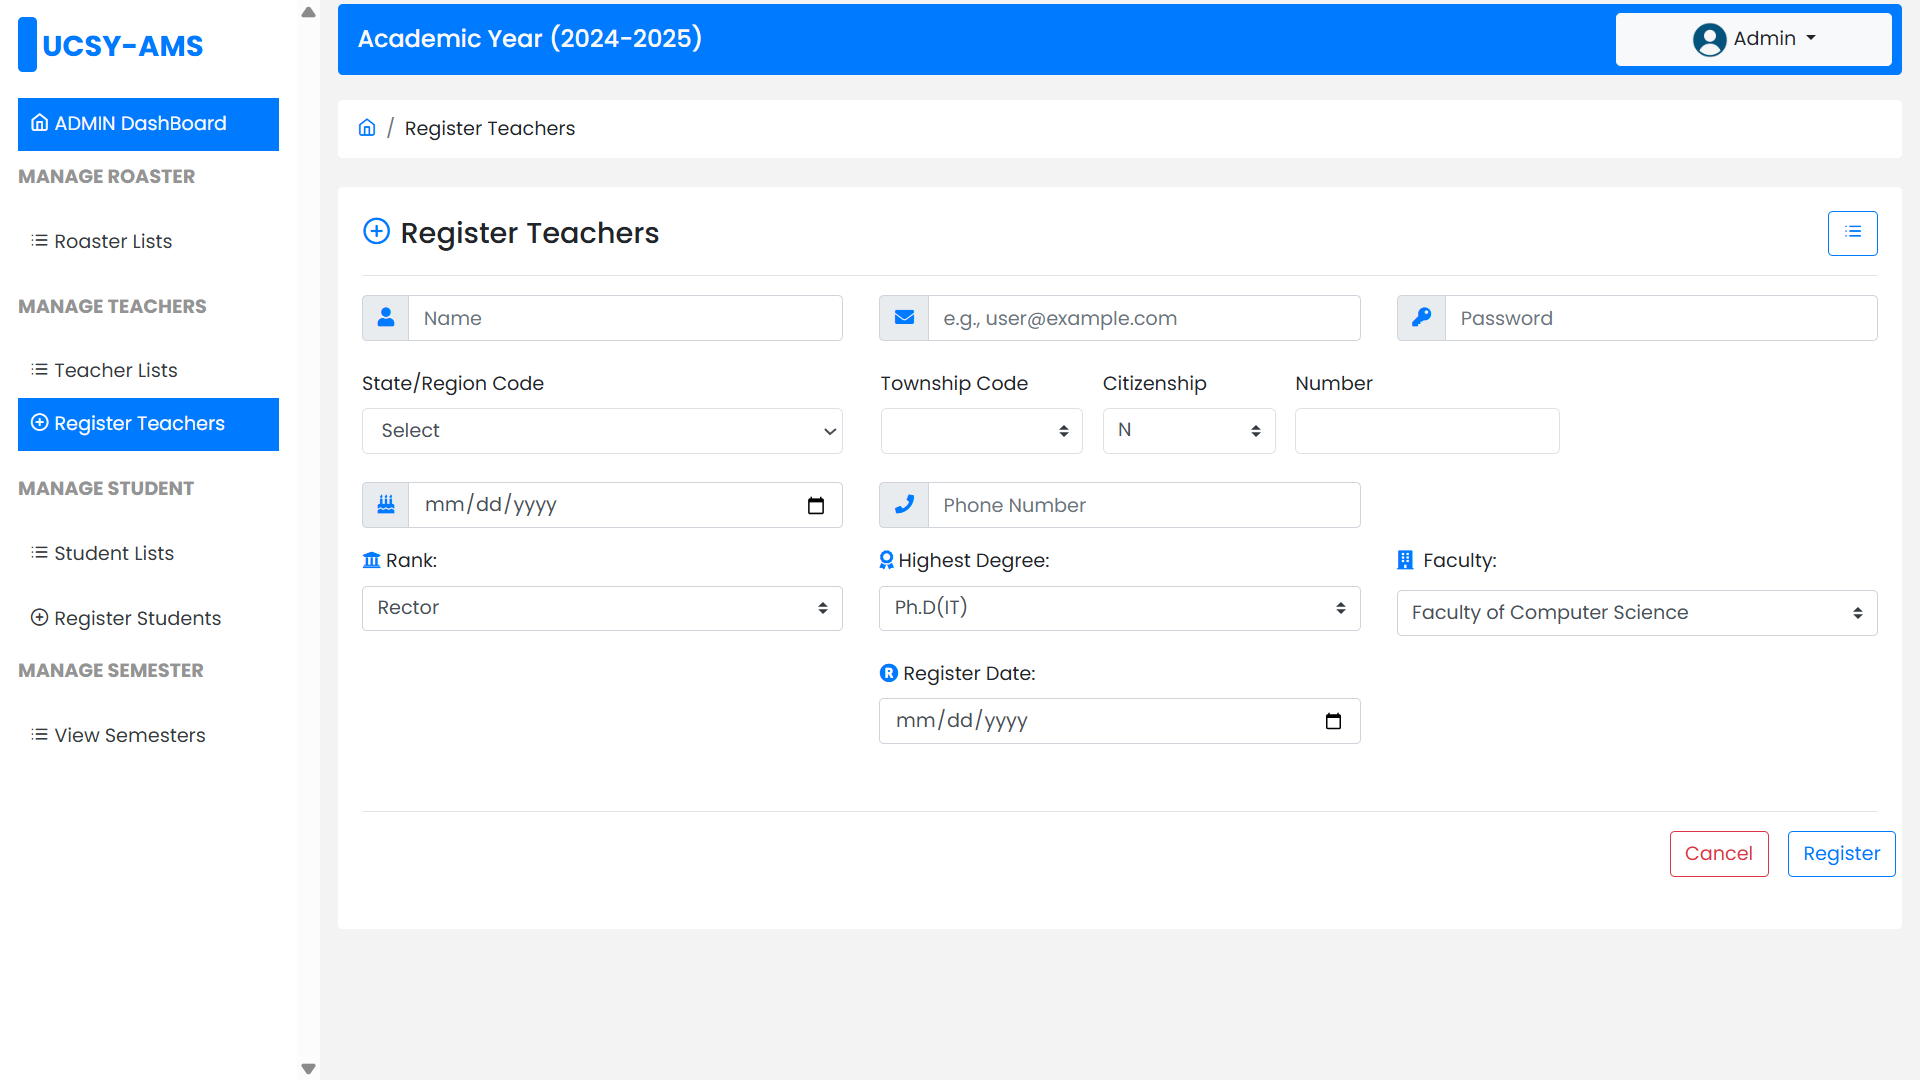 UCSY-AMS
ADMIN DashBoard
MANAGE ROASTER
Roaster Lists
MANAGE TEACHERS
Teacher Lists
Register Teachers
MANAGE STUDENT
Student Lists
Register Students
MANAGE SEMESTER
View Semesters
Academic Year (2024-2025)
Admin
/ Register Teachers
Register Teachers
Name
e.g., user@example.com
Password
State/Region Code
Township Code
Citizenship
Number
Select
N
mm/dd/yyyy
Phone Number
Rank:
Highest Degree:
Faculty:
Rector
Ph.D(IT)
Faculty of Computer Science
Register Date:
mm/dd/yyyy
Cancel
Register